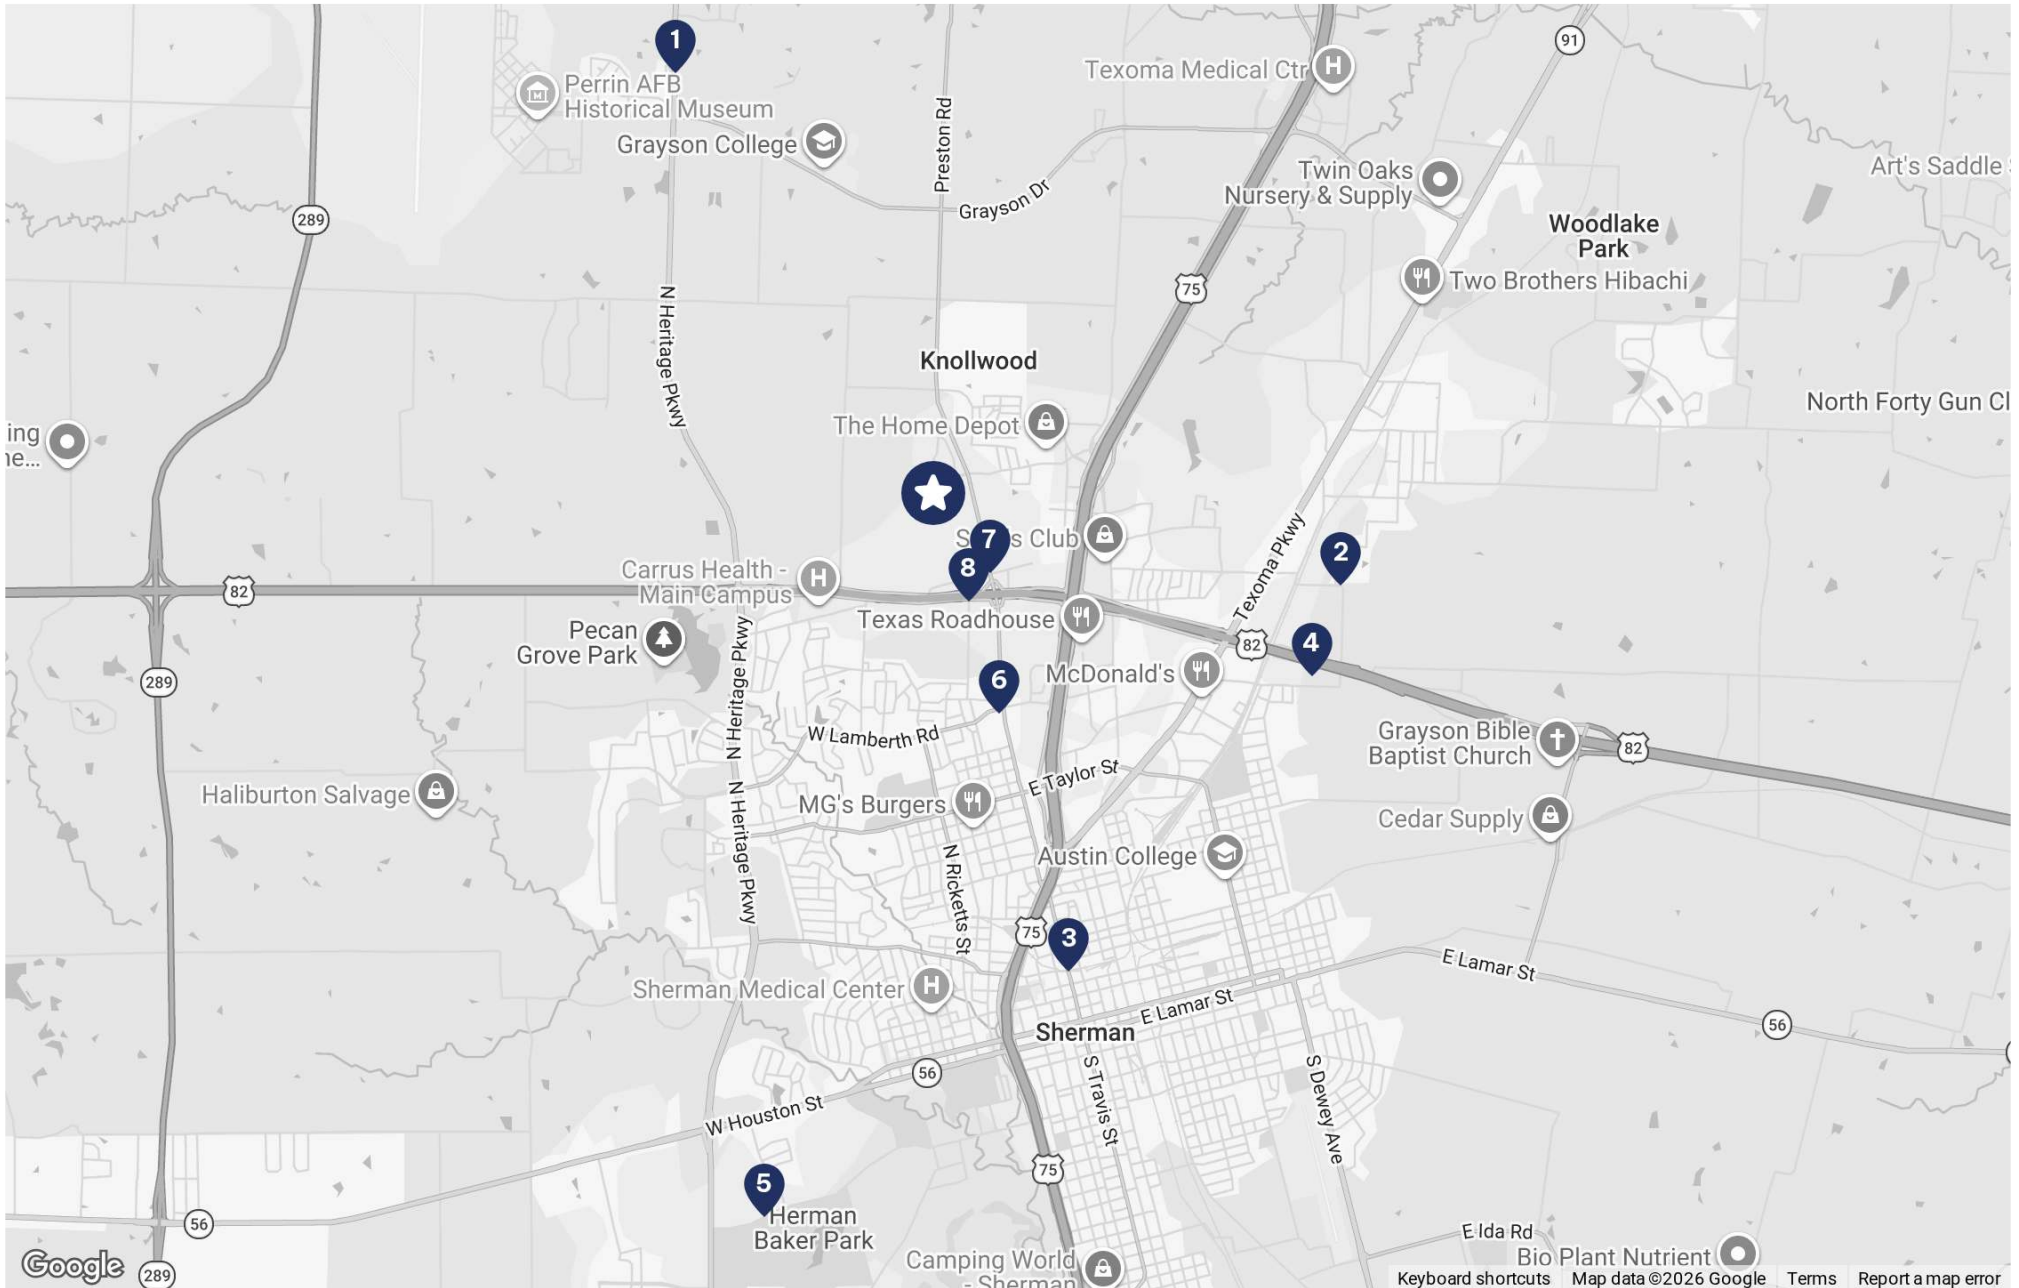 1
91
Texoma Medical Ctr
H
Perrin AFB
Historical Museum
M
Preston Rd
Grayson College
Twin Oaks
Nursery & Supply
Art's Saddle
Grayson Dr
289
Woodlake
Park
75
Two Brothers Hibachi
N Heritage Pkwy
Knollwood
North Forty Gun Cl
The Home Depot
ing
ne...
7
Club
Texoma Pkwy
2
8
Carrus Health -
Main Campus
H
82
Texas Roadhouse
Pecan
Grove Park
82
4
N Heritage Pkwy
289
6
McDonald's
W Lamberth Rd
Grayson Bible
Baptist Church
82
E Taylor St
Haliburton Salvage
MG's Burgers
N Heritage Pkwy
Cedar Supply
Austin College
N Ricketts St
75
3
E Lamar St
Sherman Medical Center
H
E Lamar St
Sherman
56
56
S Travis St
S Dewey Ave
W Houston St
75
5
Herman
Baker Park
56
E Ida Rd
Camping World
- Sherman
Bio Plant Nutrient
Google
289
Keyboard shortcuts
Map data ©2026 Google
Terms
Report a map error